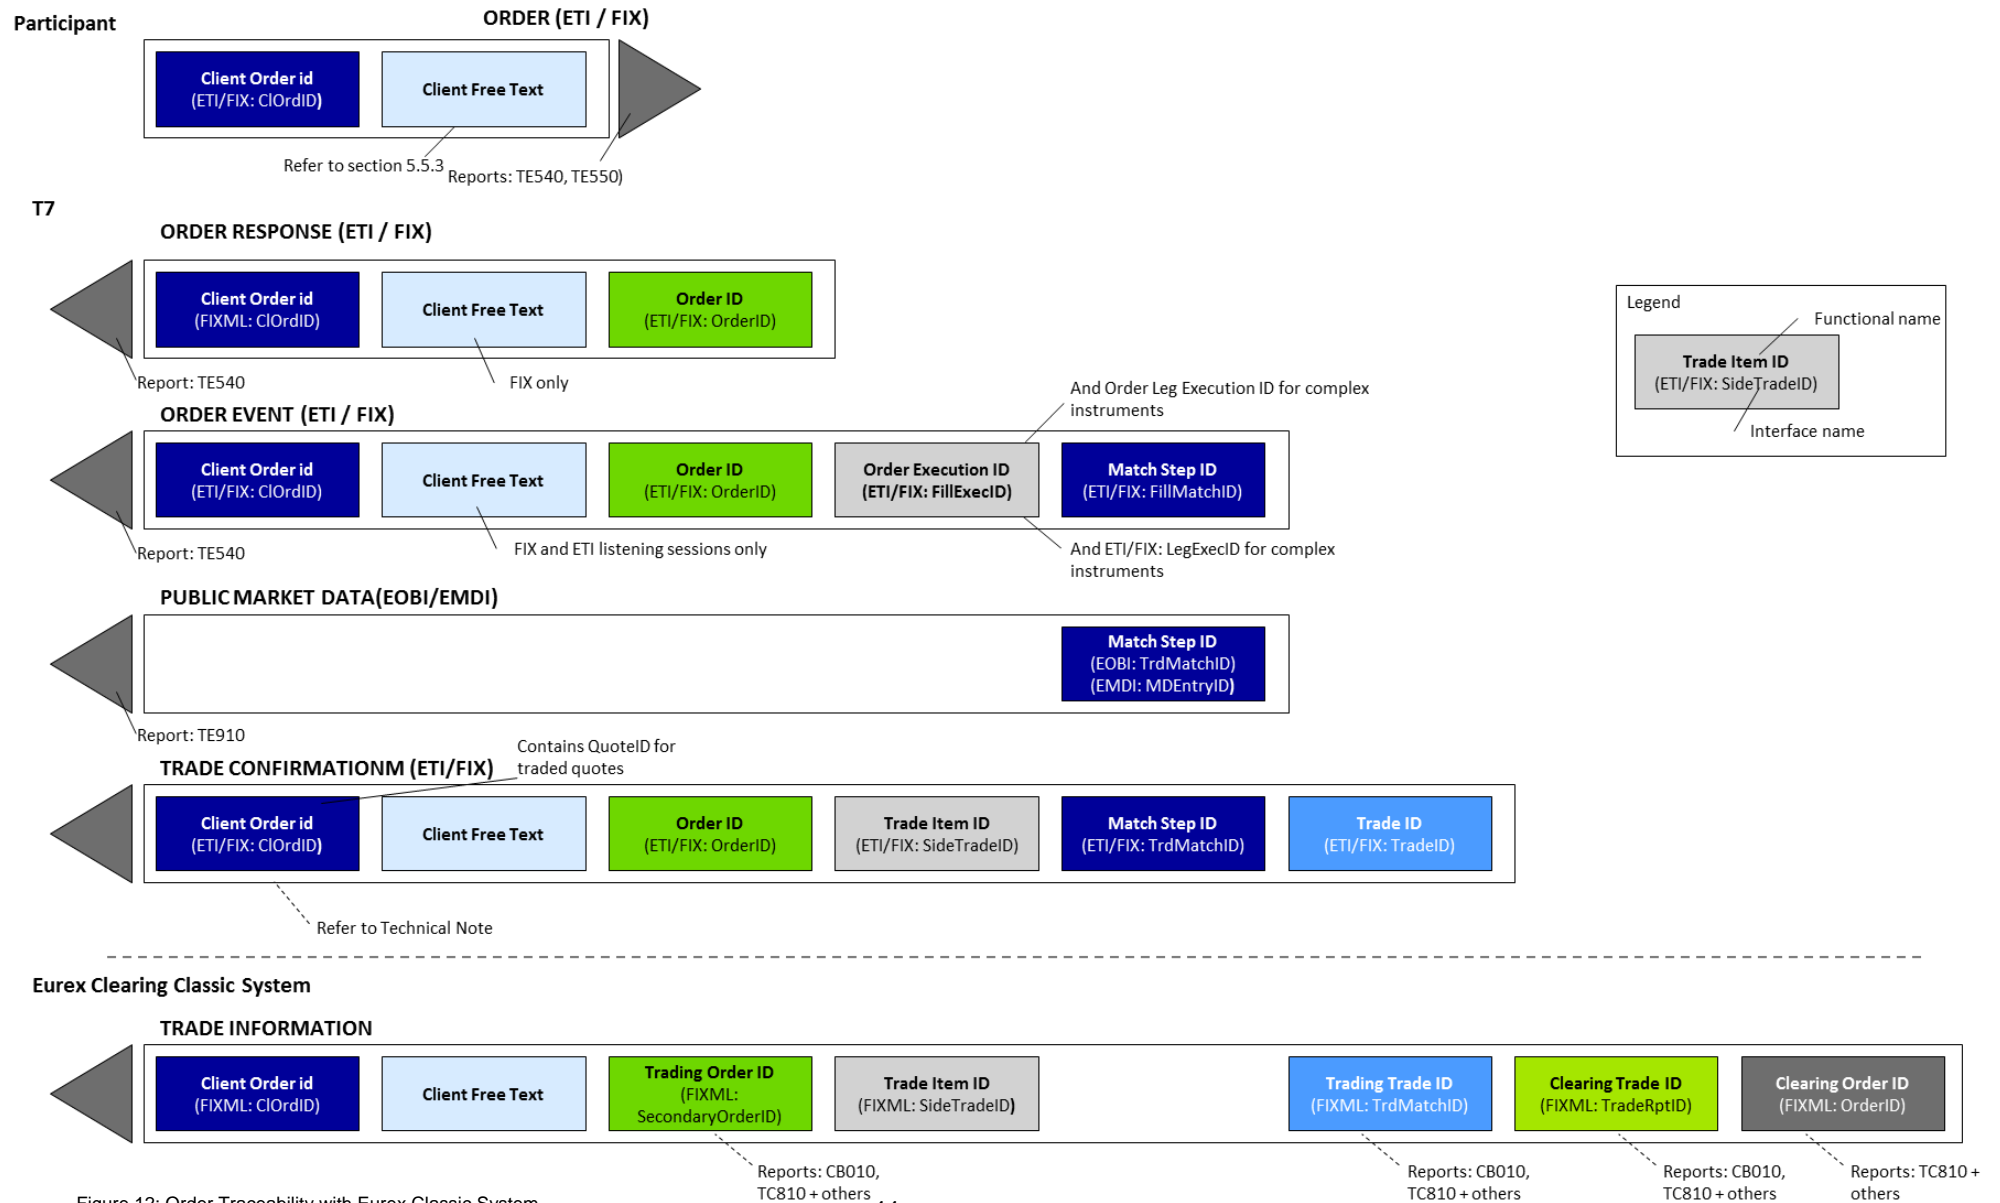 Participant
ORDER (ETI / FIX)
Client Order id
(ETI/FIX: ClOrdID)
Client Free Text
Refer to section 5.5.3
Reports: TE540, TE550)
T7
ORDER RESPONSE (ETI / FIX)
Client Order id
(FIXML: ClOrdID)
Client Free Text
Order ID
(ETI/FIX: OrderID)
Report: TE540
FIX only
Legend
Functional name
Trade Item ID
(ETI/FIX: SideTradeID)
Interface name
ORDER EVENT (ETI / FIX)
And Order Leg Execution ID for complex
instruments
Client Order id
(ETI/FIX: ClOrdID)
Client Free Text
Order ID
(ETI/FIX: OrderID)
Order Execution ID
(ETI/FIX: FillExecID)
Match Step ID
(ETI/FIX: FillMatchID)
Report: TE540
FIX and ETI listening sessions only
And ETI/FIX: LegExecID for complex
instruments
PUBLIC MARKET DATA(EOBI/EMDI)
Match Step ID
(EOBI: TrdMatchID)
(EMDI: MDEntryID)
Report: TE910
Contains QuoteID for
traded quotes
TRADE CONFIRMATIONM (ETI/FIX)
Client Order id
(ETI/FIX: ClOrdID)
Client Free Text
Order ID
(ETI/FIX: OrderID)
Trade Item ID
(ETI/FIX: SideTradeID)
Match Step ID
(ETI/FIX: TrdMatchID)
Trade ID
(ETI/FIX: TradeID)
Refer to Technical Note
Eurex Clearing Classic System
TRADE INFORMATION
Client Order id
(FIXML: ClOrdID)
Client Free Text
Trading Order ID
(FIXML:
SecondaryOrderID)
Trade Item ID
(FIXML: SideTradeID)
Trading Trade ID
(FIXML: TrdMatchID)
Clearing Trade ID
(FIXML: TradeRptID)
Clearing Order ID
(FIXML: OrderID)
Reports: CB010,
TC810 + others
Reports: CB010,
TC810 + others
Reports: CB010,
TC810 + others
Reports: TC810 +
others
Figure 12: Order Traceability with Eurex Classic System